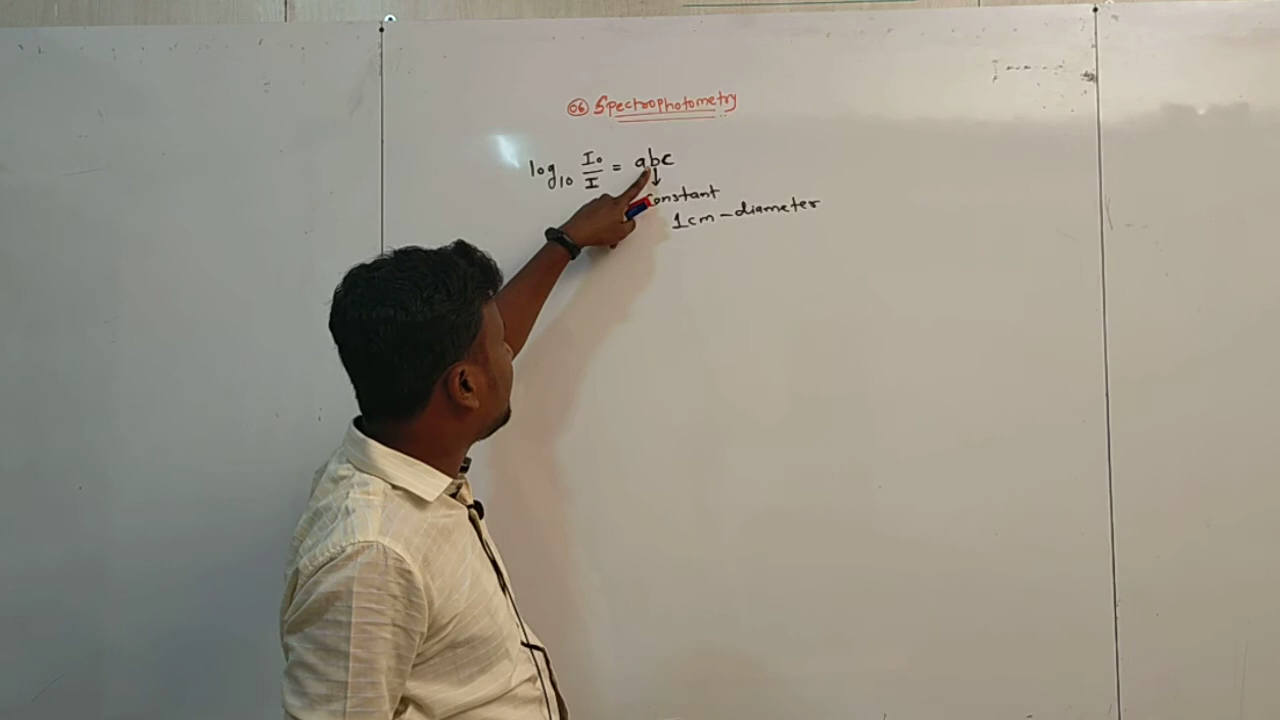 06 Spectrophotometry
log₁₀ I₀/I = abc
↓
constant
1cm-diameter